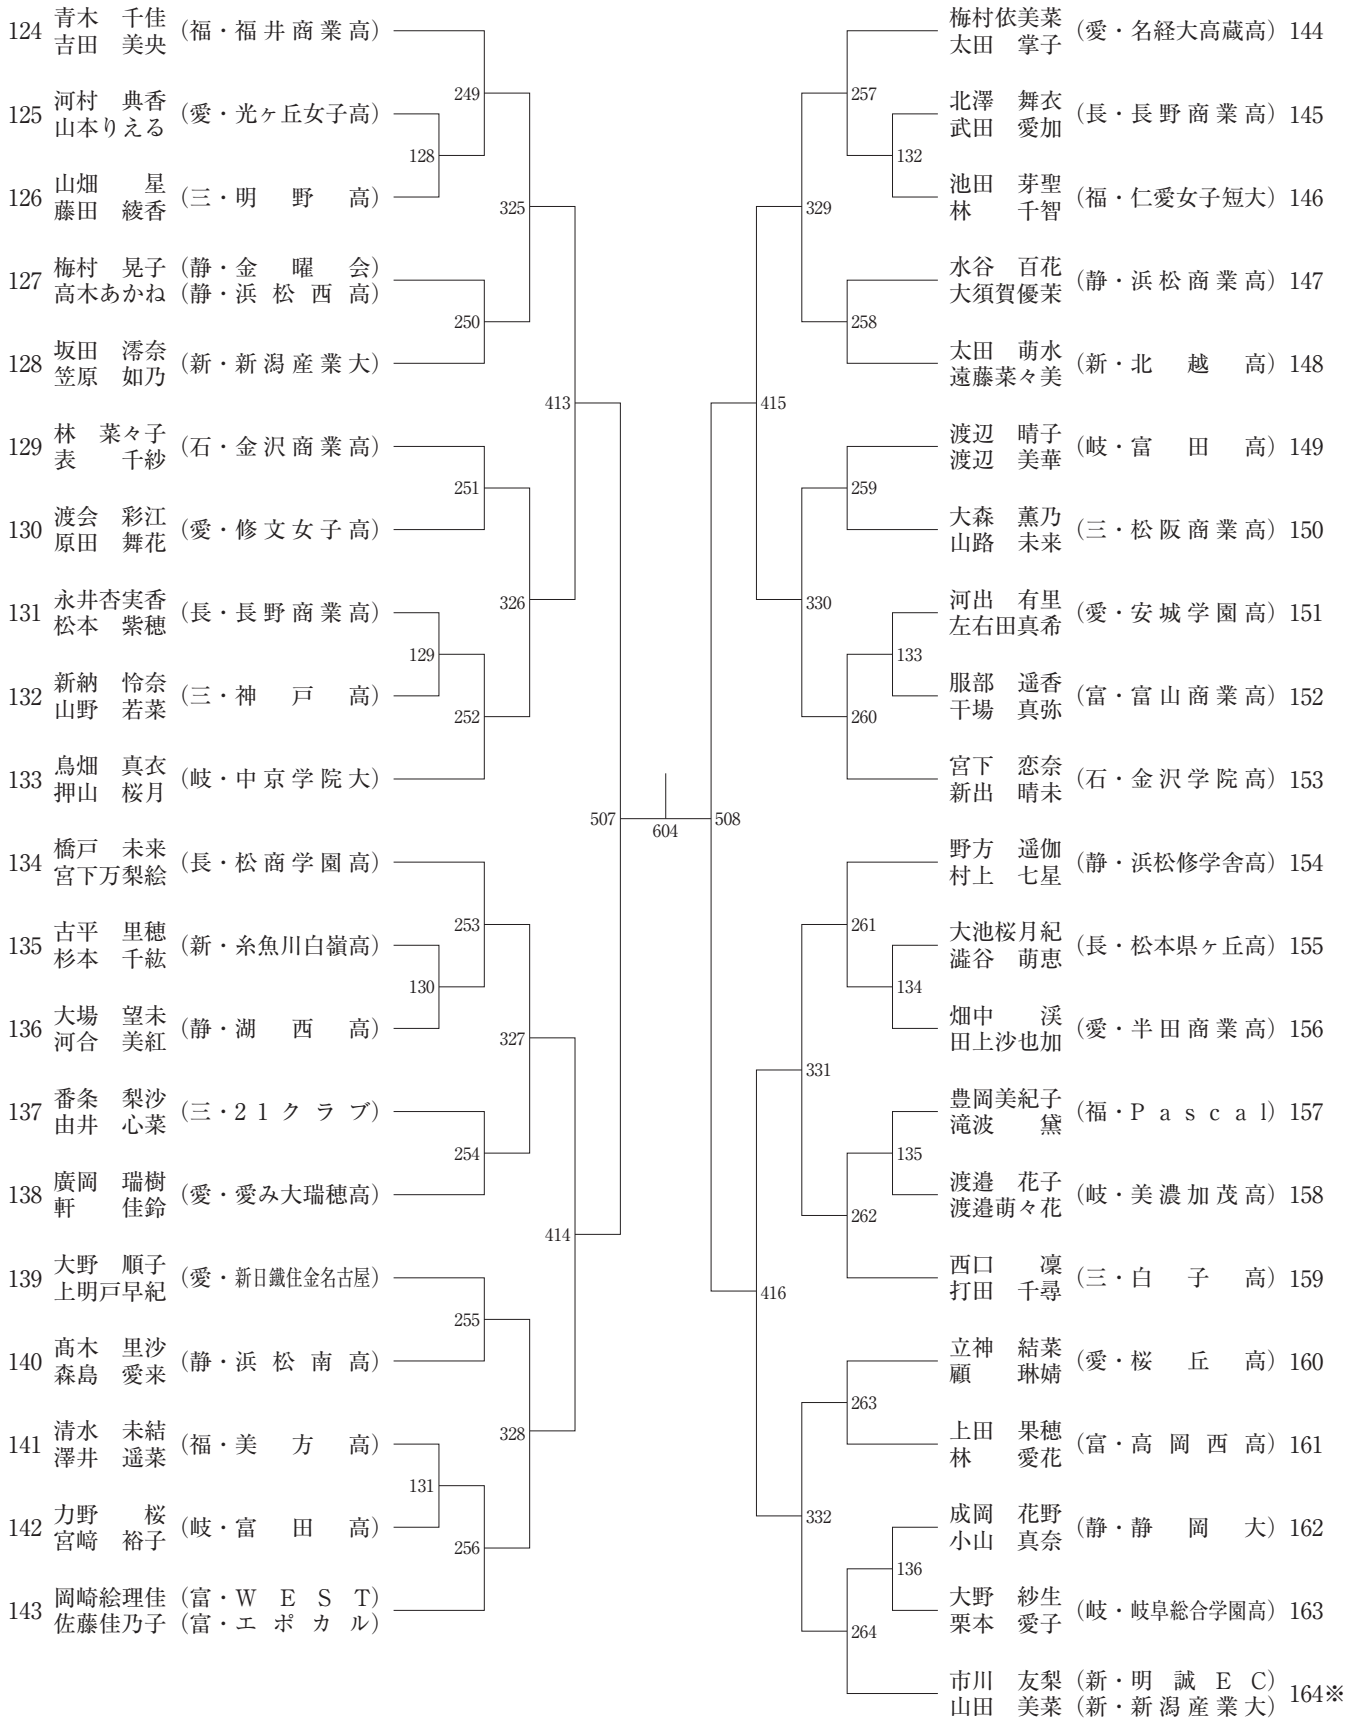 124 青木　千佳 (福・福井商業高)
吉田　美央
125 河村　典香 (愛・光ヶ丘女子高)
山本りえる
126 山畑　　星 (三・明野高)
藤田　綾香
127 梅村　晃子 (静・金曜会)
高木あかね (静・浜松西高)
128 坂田　澪奈 (新・新潟産業大)
笠原　如乃
129 林　菜々子 (石・金沢商業高)
表　　千紗
130 渡会　彩江 (愛・修文女子高)
原田　舞花
131 永井杏実香 (長・長野商業高)
松本　紫穂
132 新納　怜奈 (三・神戸高)
山野　若菜
133 鳥畑　真衣 (岐・中京学院大)
押山　桜月
134 橋戸　未来 (長・松商学園高)
宮下万梨絵
135 古平　里穂 (新・糸魚川白嶺高)
杉本　千紘
136 大場　望未 (静・湖西高)
河合　美紅
137 番条　梨沙 (三・21クラブ)
由井　心菜
138 廣岡　瑞樹 (愛・愛み大瑞穂高)
軒　　佳鈴
139 大野　順子 (愛・新日鐵住金名古屋)
上明戸早紀
140 髙木　里沙 (静・浜松南高)
森島　愛来
141 清水　未結 (福・美方高)
澤井　遥菜
142 力野　　桜 (岐・富田高)
宮﨑　裕子
143 岡崎絵理佳 (富・WEST)
佐藤佳乃子 (富・エポカル)
249
128
325
250
413
251
326
129
252
507
253
130
327
254
414
255
328
131
256
604
508
257
132
329
258
415
259
330
133
260
261
134
331
135
262
416
263
332
136
264
梅村依美菜 (愛・名経大高蔵高) 144
太田　掌子
北澤　舞衣 (長・長野商業高) 145
武田　愛加
池田　芽聖 (福・仁愛女子短大) 146
林　　千智
水谷　百花 (静・浜松商業高) 147
大須賀優茉
太田　萌水 (新・北越高) 148
遠藤菜々美
渡辺　晴子 (岐・富田高) 149
渡辺　美華
大森　薫乃 (三・松阪商業高) 150
山路　未来
河出　有里 (愛・安城学園高) 151
左右田真希
服部　遥香 (富・富山商業高) 152
干場　真弥
宮下　恋奈 (石・金沢学院高) 153
新出　晴未
野方　遥伽 (静・浜松修学舎高) 154
村上　七星
大池桜月紀 (長・松本県ヶ丘高) 155
澁谷　萌恵
畑中　　渓 (愛・半田商業高) 156
田上沙也加
豊岡美紀子 (福・Pascal) 157
滝波　　黛
渡邉　花子 (岐・美濃加茂高) 158
渡邉萌々花
西口　　凜 (三・白子高) 159
打田　千尋
立神　結菜 (愛・桜丘高) 160
顧　　琳婧
上田　果穂 (富・高岡西高) 161
林　　愛花
成岡　花野 (静・静岡大) 162
小山　真奈
大野　紗生 (岐・岐阜総合学園高) 163
栗本　愛子
市川　友梨 (新・明誠EC) 164※
山田　美菜 (新・新潟産業大)